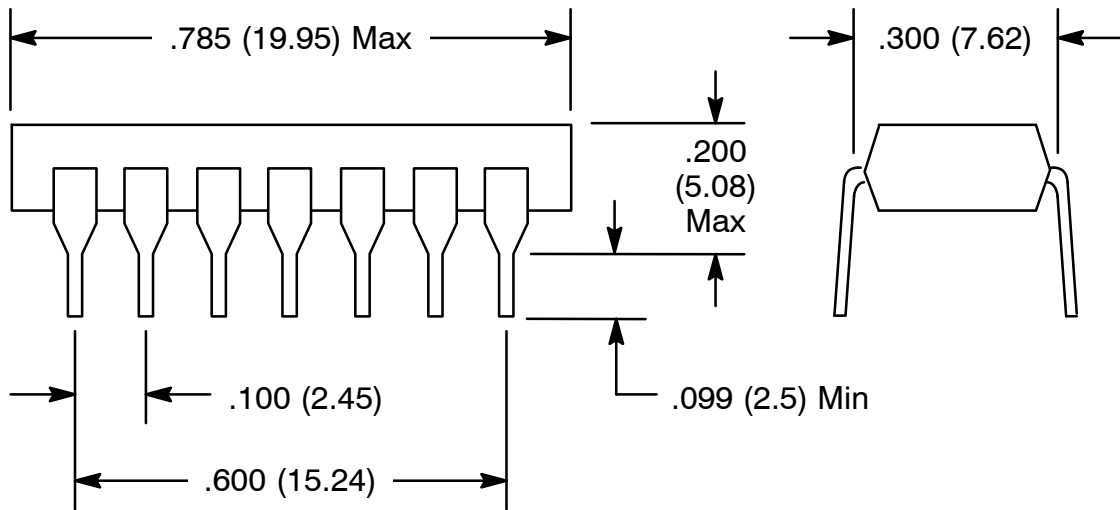 .785 (19.95) Max
.300 (7.62)
.200
(5.08)
Max
.100 (2.45)
.099 (2.5) Min
.600 (15.24)